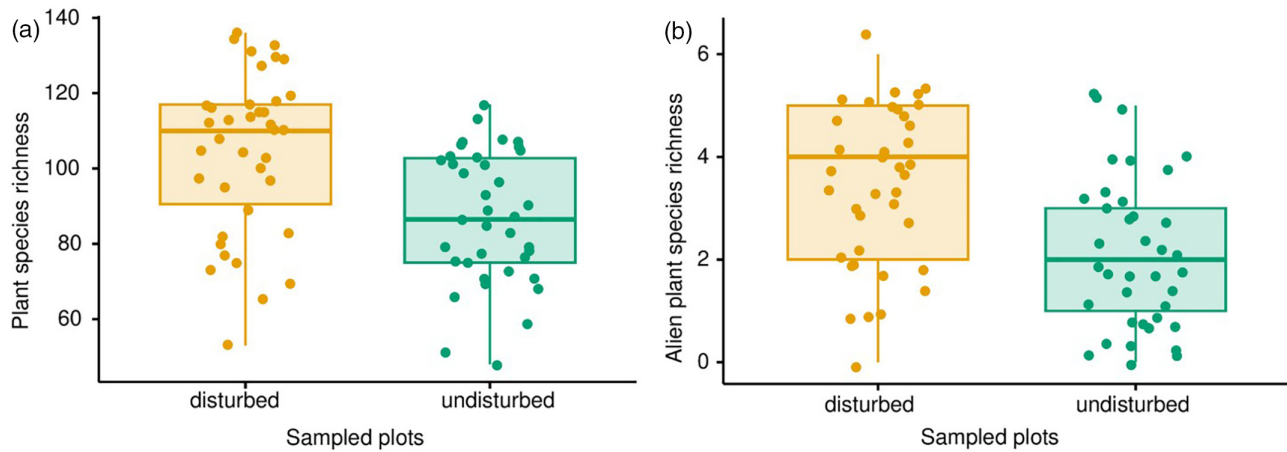 (a)
Plant species richness
140
120
100
80
60
disturbed
undisturbed
Sampled plots
(b)
Alien plant species richness
6
4
2
0
disturbed
undisturbed
Sampled plots